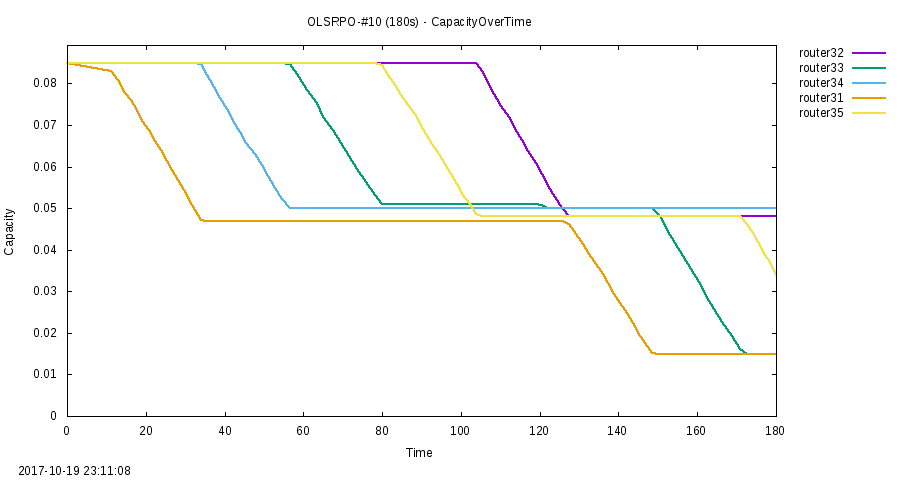 OLSRPO-#10 (180s) - CapacityOverTime
router32
router33
router34
router31
router35
0.08
0.07
0.06
0.05
0.04
0.03
0.02
0.01
0
Capacity
0 20 40 60 80 100 120 140 160 180
Time
2017-10-19 23:11:08